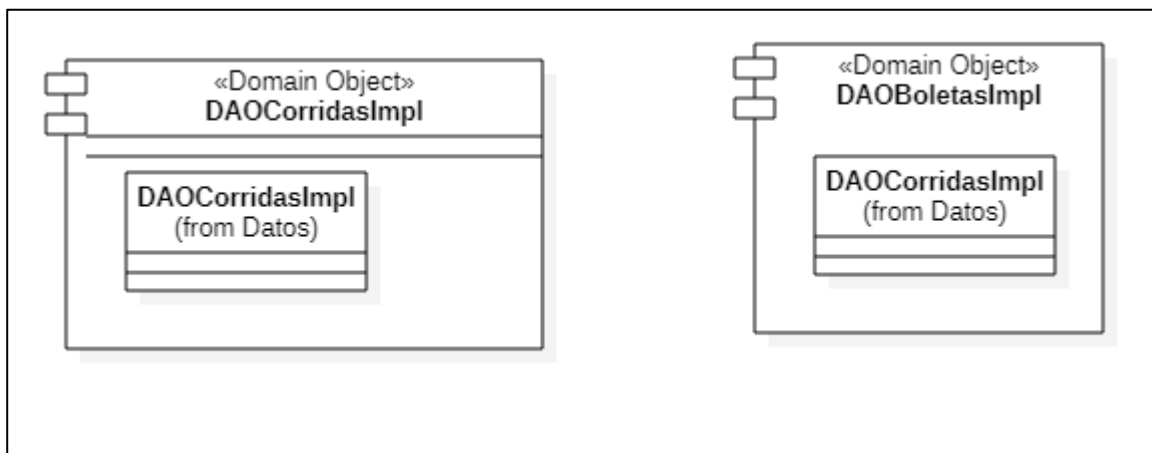 «Domain Object»
DAOCorridasImpl
DAOCorridasImpl
(from Datos)
«Domain Object»
DAOBoletasImpl
DAOCorridasImpl
(from Datos)